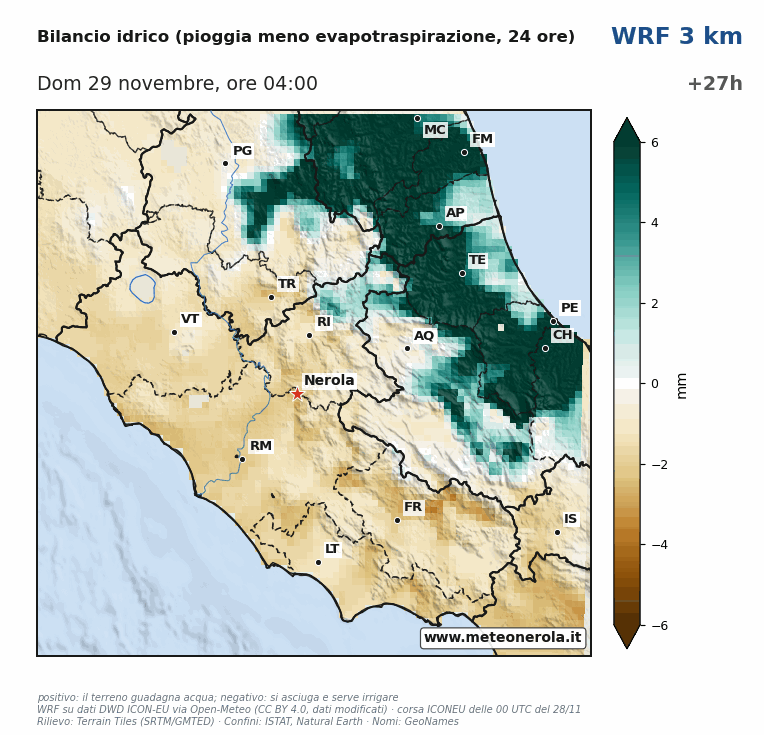 Bilancio idrico (pioggia meno evapotraspirazione, 24 ore)
WRF 3 km
Dom 29 novembre, ore 04:00
+27h
MC
FM
PG
AP
TE
TR
PE
VT
RI
AQ
CH
Nerola
RM
FR
IS
LT
www.meteonerola.it
6
4
2
0
−2
−4
−6
mm
positivo: il terreno guadagna acqua; negativo: si asciuga e serve irrigare
WRF su dati DWD ICON-EU via Open-Meteo (CC BY 4.0, dati modificati) · corsa ICONEU delle 00 UTC del 28/11
Rilievo: Terrain Tiles (SRTM/GMTED) · Confini: ISTAT, Natural Earth · Nomi: GeoNames